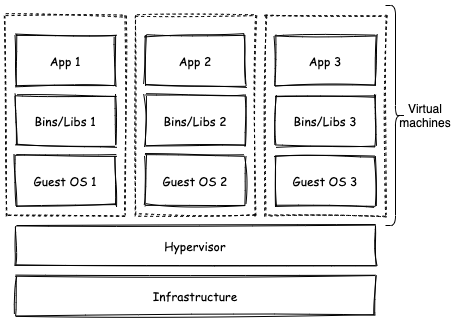 App 1
App 2
App 3
Bins/Libs 1
Bins/Libs 2
Bins/Libs 3
Guest OS 1
Guest OS 2
Guest OS 3
Virtual
machines
Hypervisor
Infrastructure